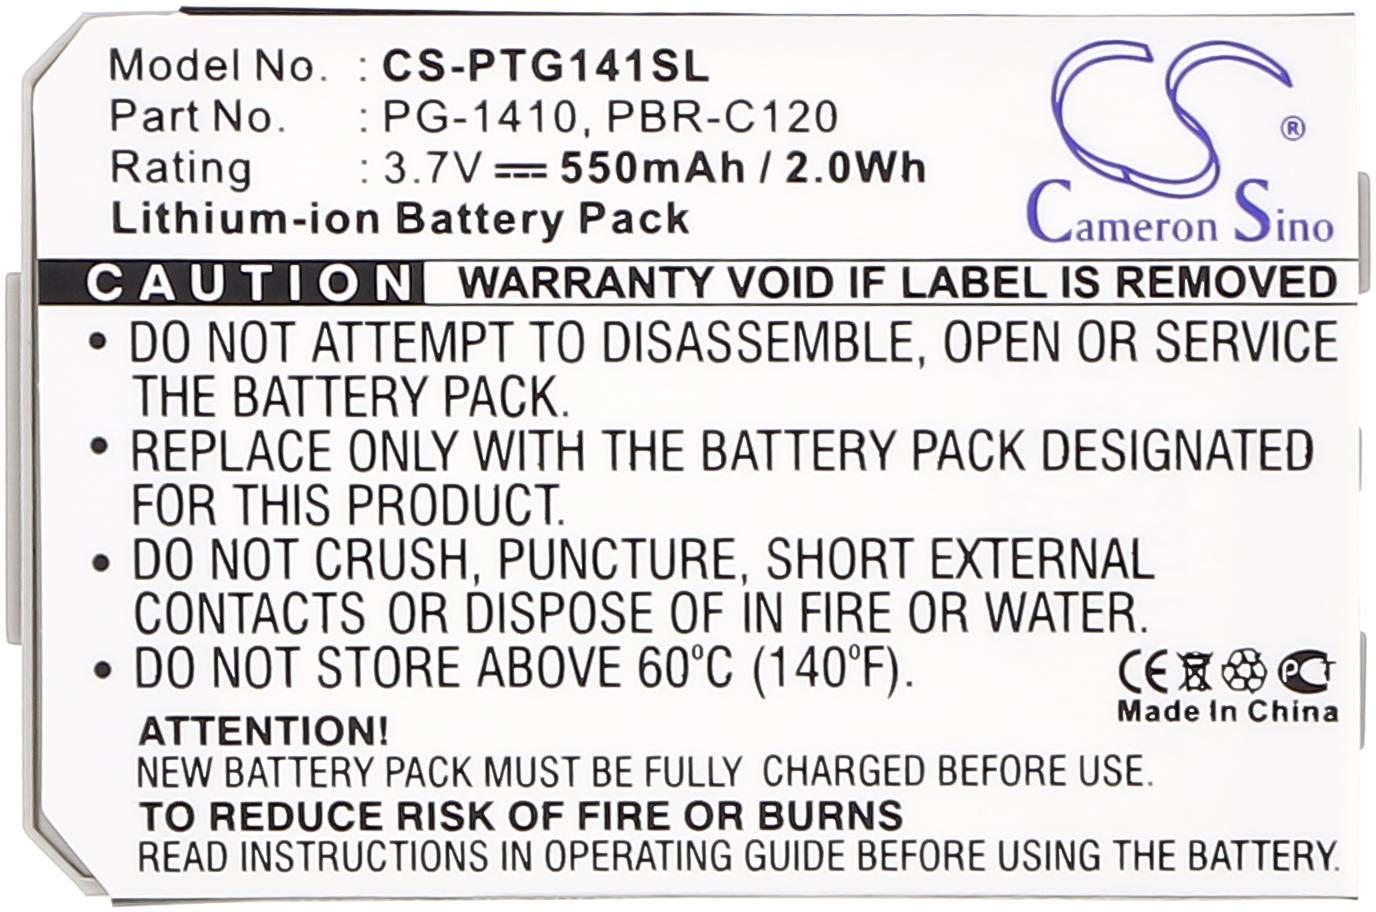 Model No. : CS-PTG141SL
Part No. : PG-1410, PBR-C120
Rating : 3.7V 550mAh / 2.0Wh
Lithium-ion Battery Pack
CS ®
Cameron Sino
CAUTION WARRANTY VOID IF LABEL IS REMOVED
• DO NOT ATTEMPT TO DISASSEMBLE, OPEN OR SERVICE
THE BATTERY PACK.
• REPLACE ONLY WITH THE BATTERY PACK DESIGNATED
FOR THIS PRODUCT.
• DO NOT CRUSH, PUNCTURE, SHORT EXTERNAL
CONTACTS OR DISPOSE OF IN FIRE OR WATER.
• DO NOT STORE ABOVE 60°C (140°F).
CE PCT
Made In China
ATTENTION!
NEW BATTERY PACK MUST BE FULLY CHARGED BEFORE USE.
TO REDUCE RISK OF FIRE OR BURNS
READ INSTRUCTIONS IN OPERATING GUIDE BEFORE USING THE BATTERY.